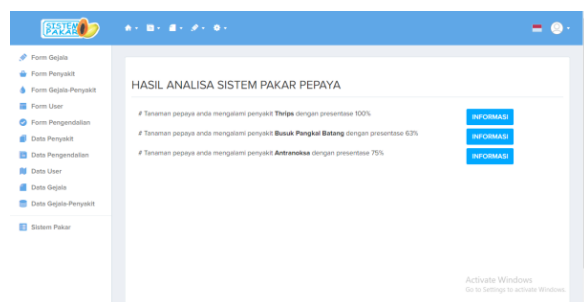 SISTEM
PAKAR
Form Gejala
Form Penyakit
Form Gejala-Penyakit
Form User
Form Pengendalian
Data Penyakit
Data Pengendalian
Data User
Data Gejala
Data Gejala-Penyakit
Sistem Pakar
HASIL ANALISA SISTEM PAKAR PEPAYA
# Tanaman pepaya anda mengalami penyakit Thrips dengan presentase 100%
INFORMASI
# Tanaman pepaya anda mengalami penyakit Busuk Pangkal Batang dengan presentase 63%
INFORMASI
# Tanaman pepaya anda mengalami penyakit Antranoksa dengan presentase 75%
INFORMASI
Activate Windows
Go to Settings to activate Windows.